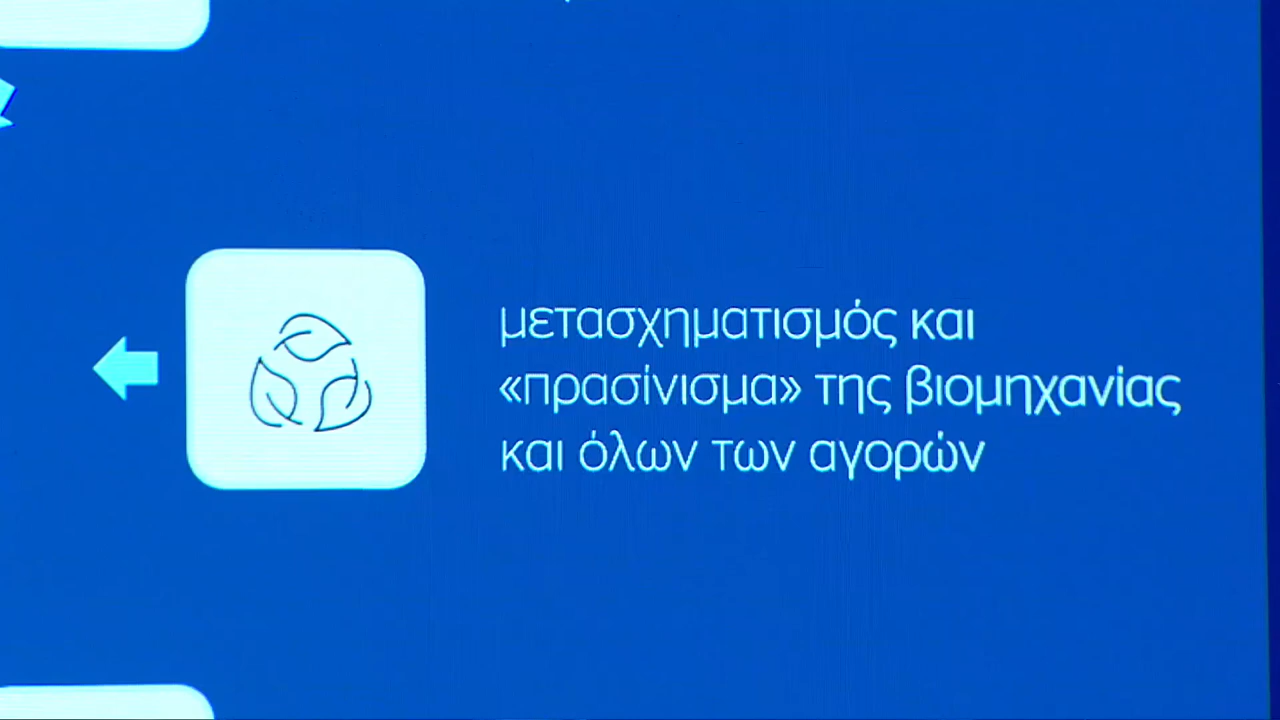 μετασχηματισμός και
«πρασίνισμα» της βιομηχανίας
και όλων των αγορών